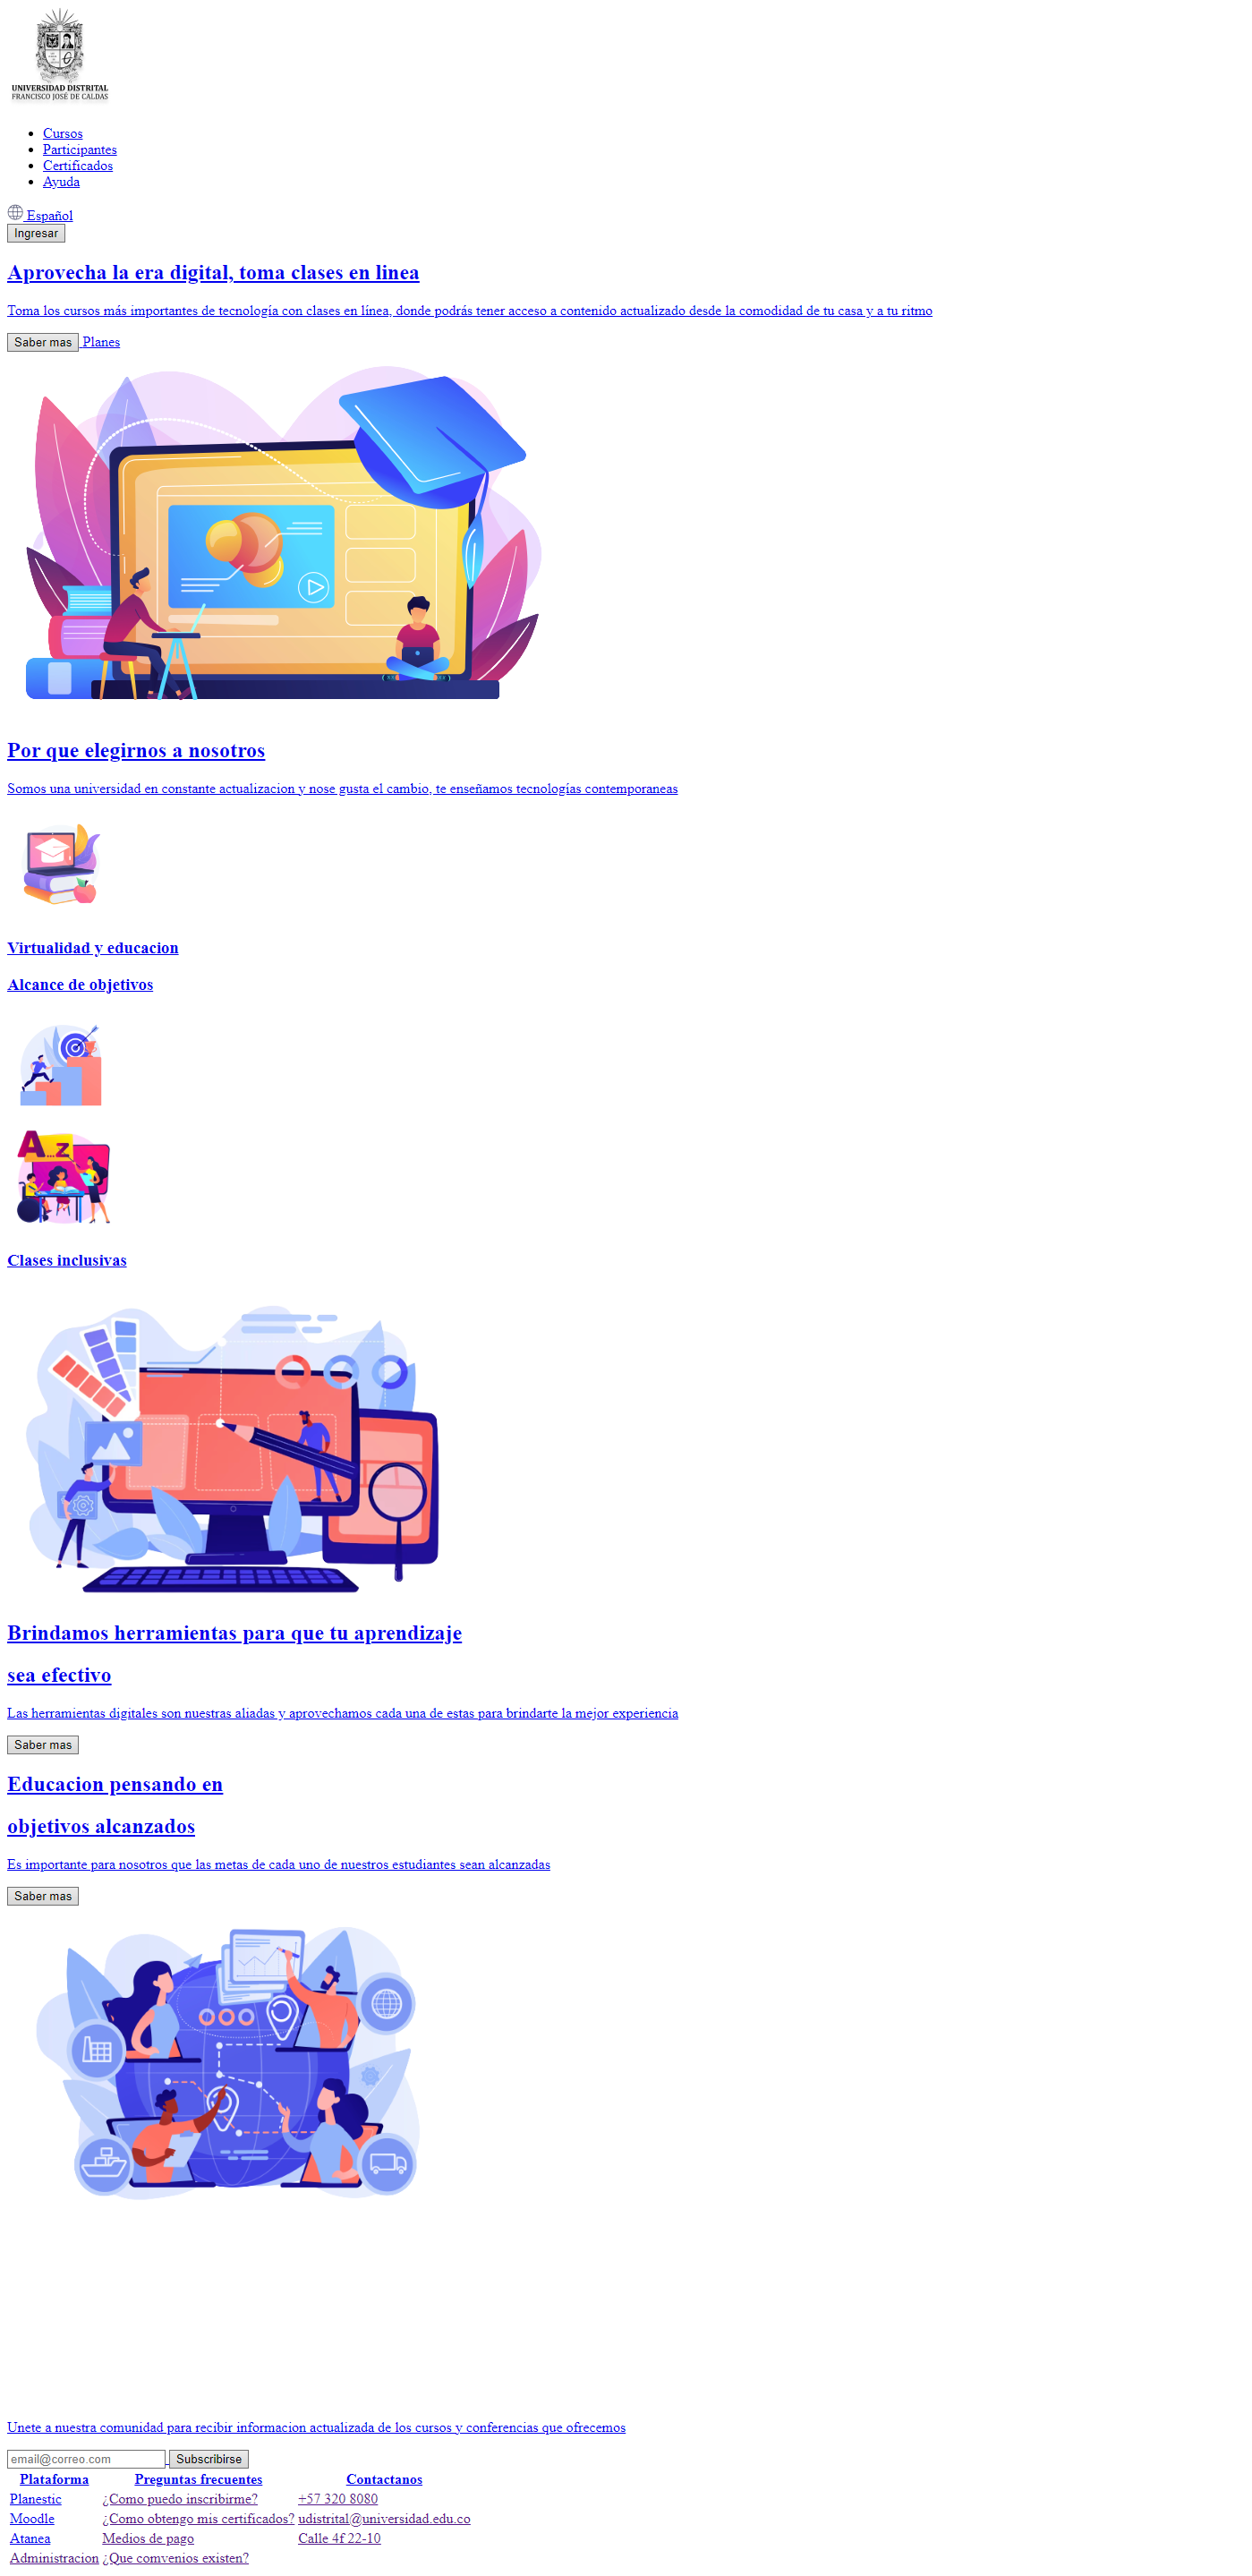 UNIVERSIDAD DISTRITAL
FRANCISCO JOSÉ DE CALDAS
Cursos
Participantes
Certificados
Ayuda
Español
Ingresar
Aprovecha la era digital, toma clases en linea
Toma los cursos más importantes de tecnología con clases en línea, donde podrás tener acceso a contenido actualizado desde la comodidad de tu casa y a tu ritmo
Saber mas Planes
Por que elegirnos a nosotros
Somos una universidad en constante actualizacion y nose gusta el cambio, te enseñamos tecnologías contemporaneas
Virtualidad y educacion
Alcance de objetivos
A...Z
Clases inclusivas
Brindamos herramientas para que tu aprendizaje
sea efectivo
Las herramientas digitales son nuestras aliadas y aprovechamos cada una de estas para brindarte la mejor experiencia
Saber mas
Educacion pensando en
objetivos alcanzados
Es importante para nosotros que las metas de cada uno de nuestros estudiantes sean alcanzadas
Saber mas
Unete a nuestra comunidad para recibir informacion actualizada de los cursos y conferencias que ofrecemos
email@correo.com Subscribirse
Plataforma Preguntas frecuentes Contactanos
Planestic ¿Como puedo inscribirme? +57 320 8080
Moodle ¿Como obtengo mis certificados? udistrital@universidad.edu.co
Atanea Medios de pago Calle 4f 22-10
Administracion ¿Que comvenios existen?